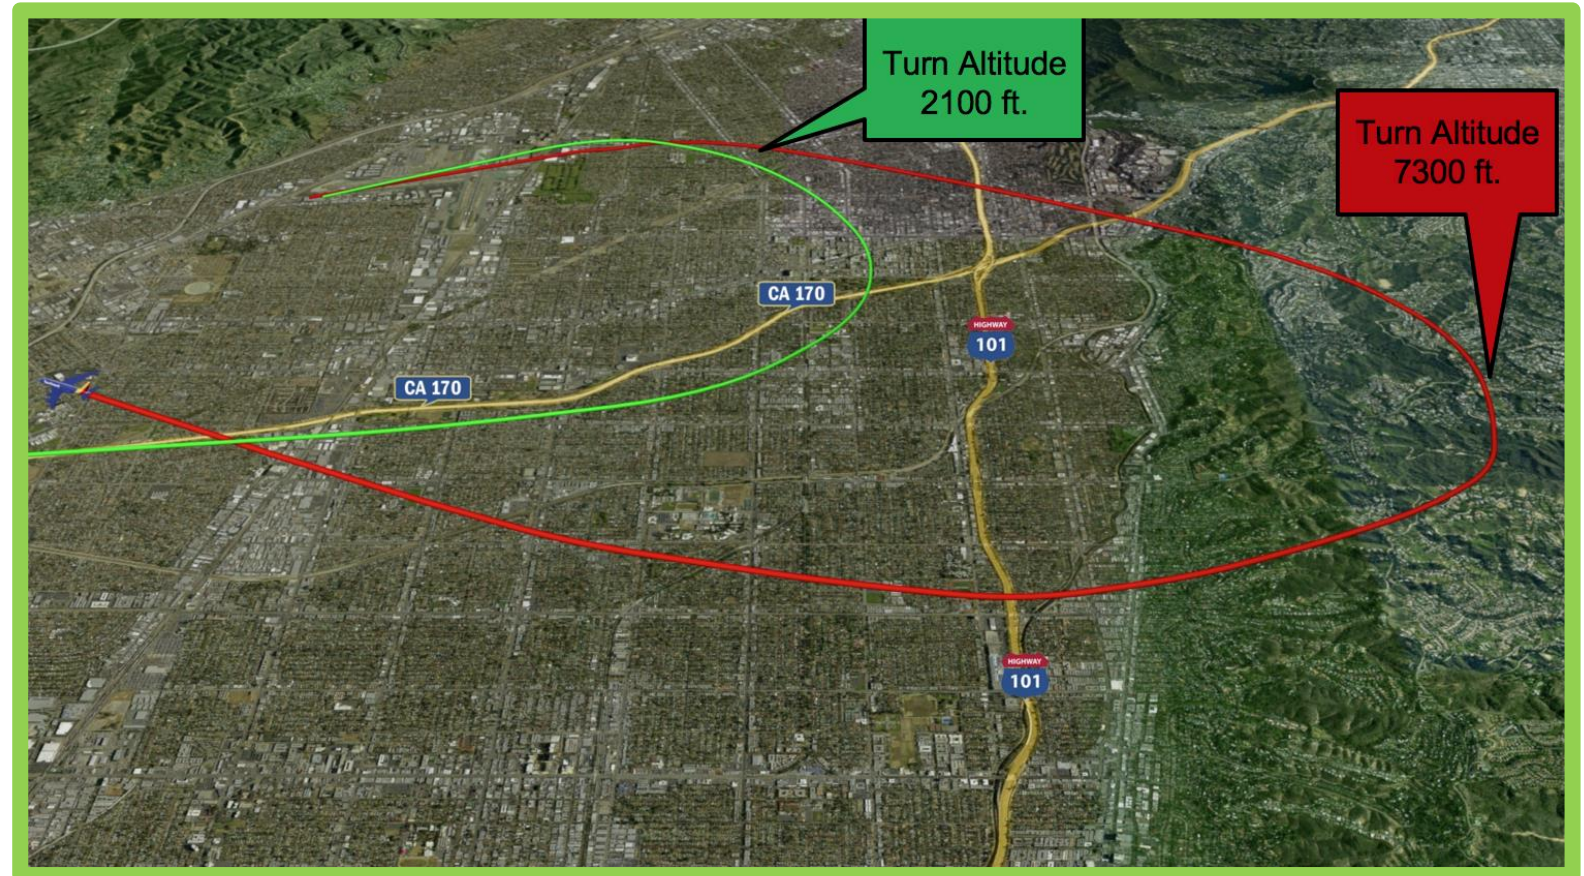 Turn Altitude
2100 ft.
Turn Altitude
7300 ft.
CA 170
HIGHWAY
101
CA 170
HIGHWAY
101